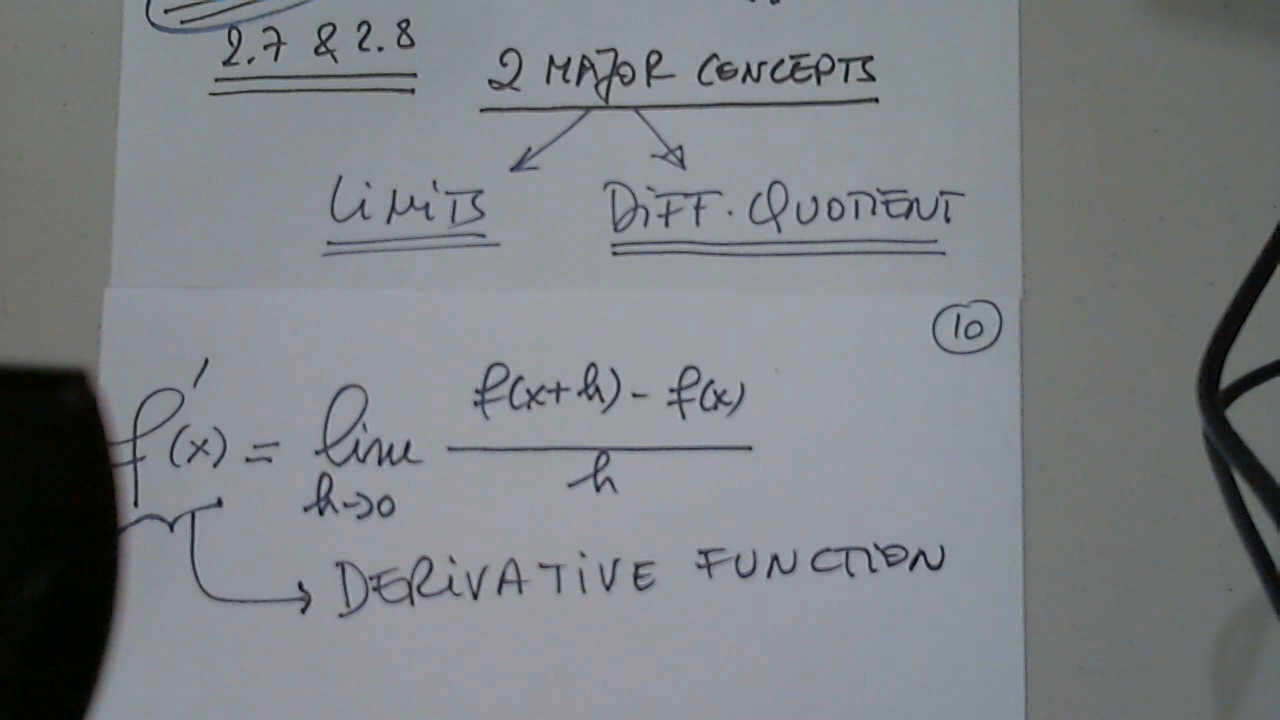 2.7 & 2.8
2 MAJOR CONCEPTS
LiMiTS
DiFF. QUOTIENT
10
f'(x) = lim h→0 f(x+h) - f(x) / h
DERiVATiVE FUNCTION